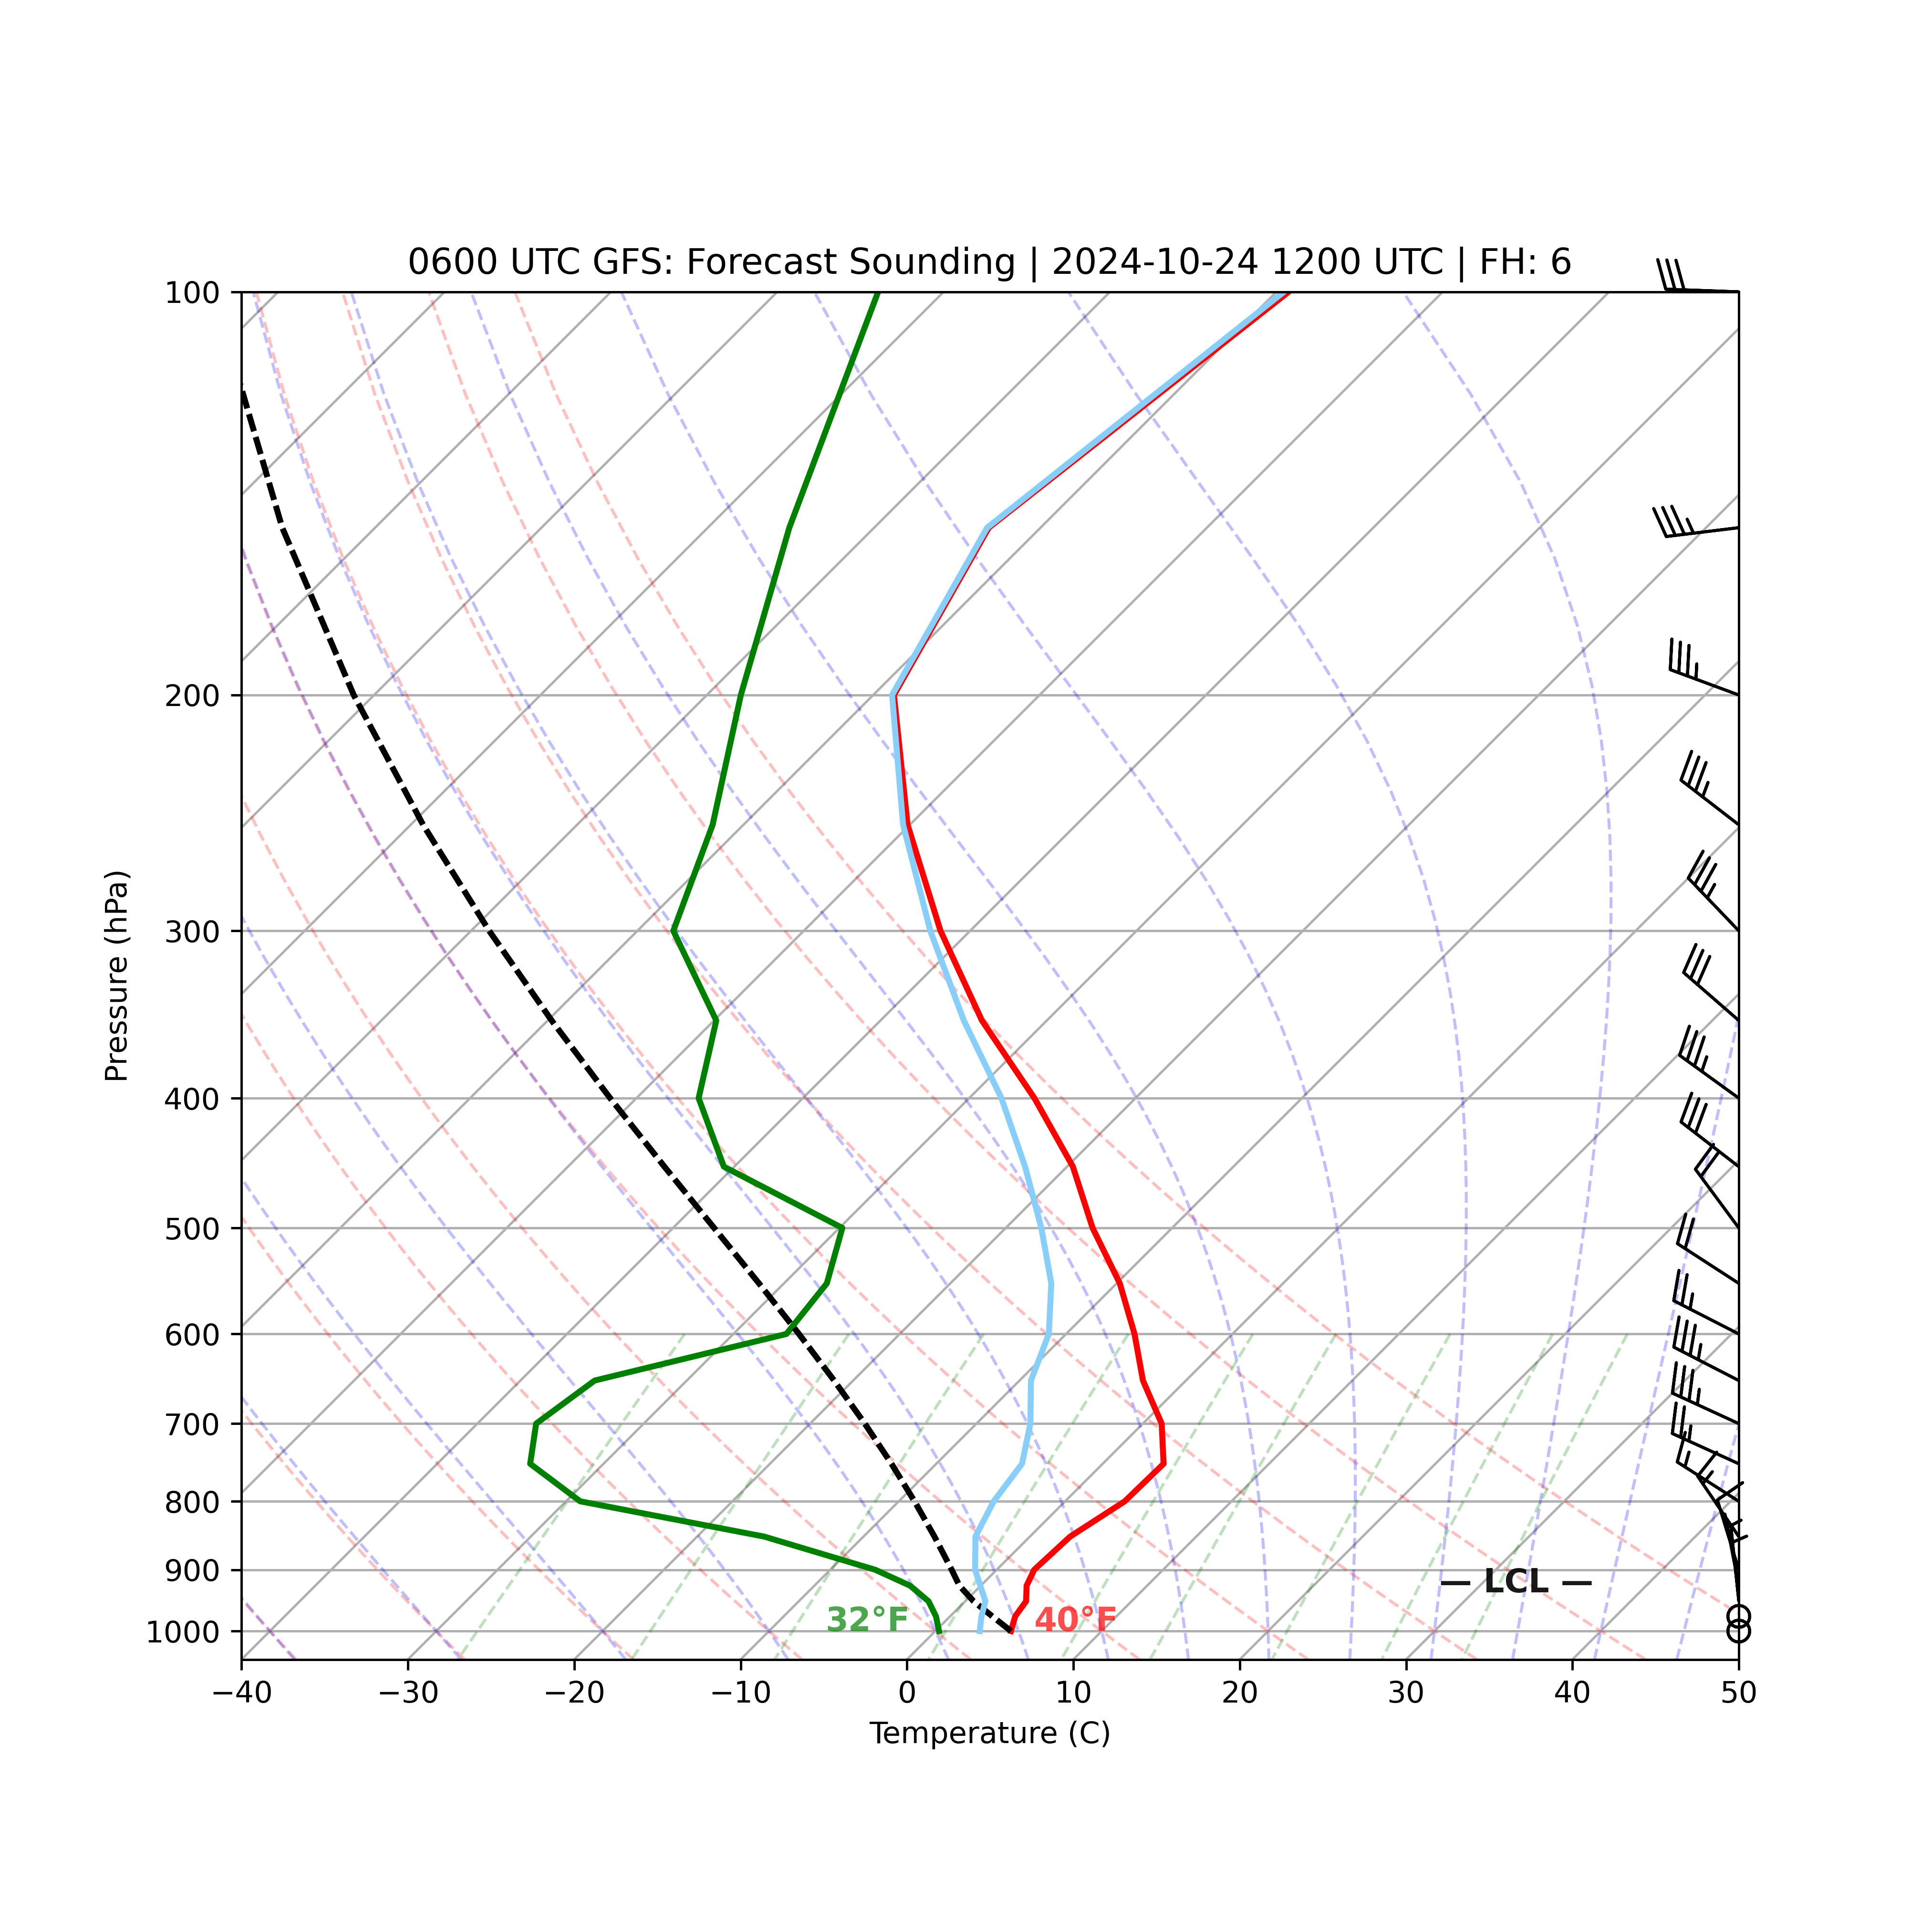 0600 UTC GFS: Forecast Sounding | 2024-10-24 1200 UTC | FH: 6
100
200
300
400
500
600
700
800
900
1000
Pressure (hPa)
— LCL —
32°F
40°F
−40 −30 −20 −10 0 10 20 30 40 50
Temperature (C)